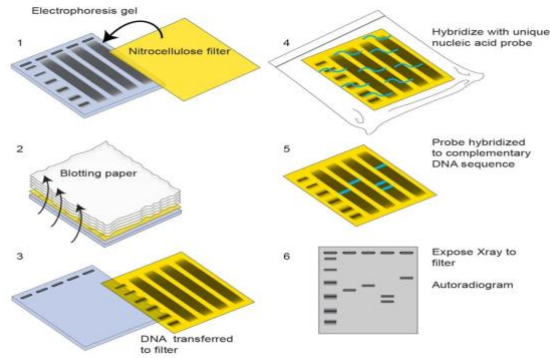 Electrophoresis gel
1
Nitrocellulose filter
2
Blotting paper
3
DNA transferred
to filter
4
Hybridize with unique
nucleic acid probe
5
Probe hybridized
to complementary
DNA sequence
6
Expose Xray to
filter
Autoradiogram